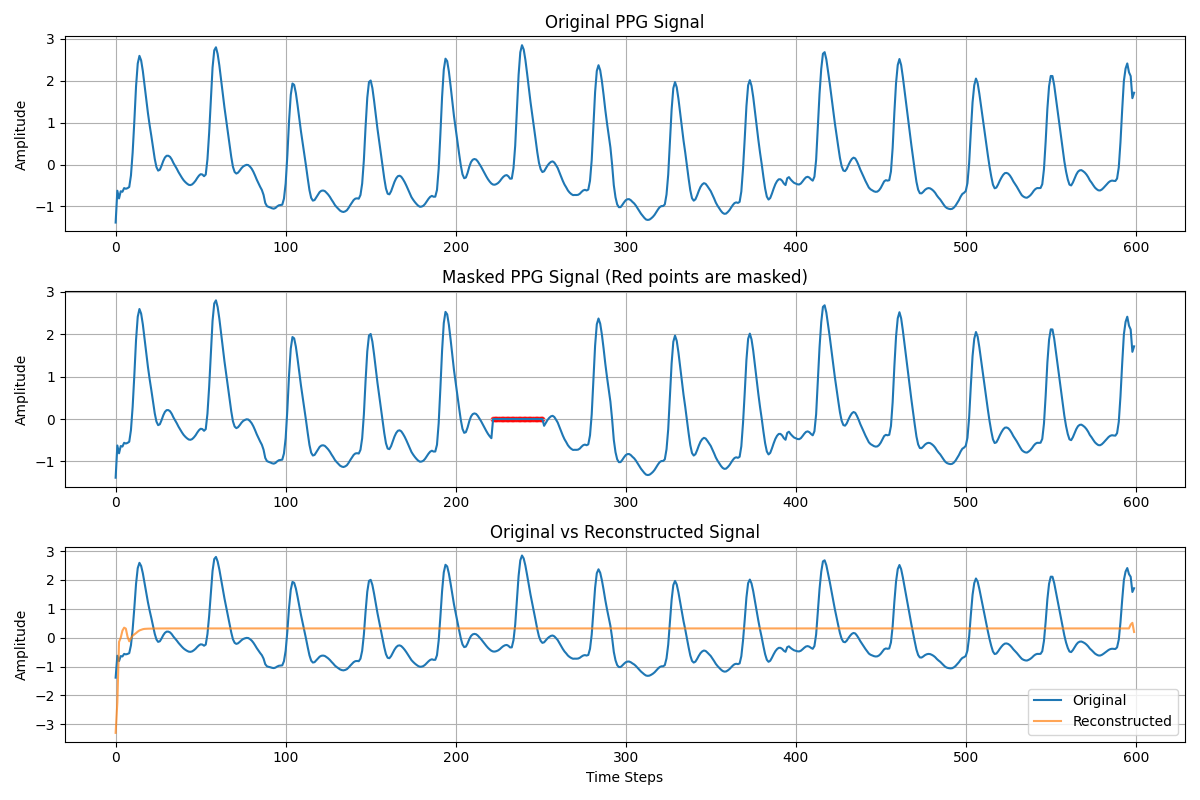 Original PPG Signal
3
2
1
0
−1
Amplitude
0 100 200 300 400 500 600
Masked PPG Signal (Red points are masked)
3
2
1
0
−1
Amplitude
0 100 200 300 400 500 600
Original vs Reconstructed Signal
3
2
1
0
−1
−2
−3
Amplitude
Original
Reconstructed
0 100 200 300 400 500 600
Time Steps